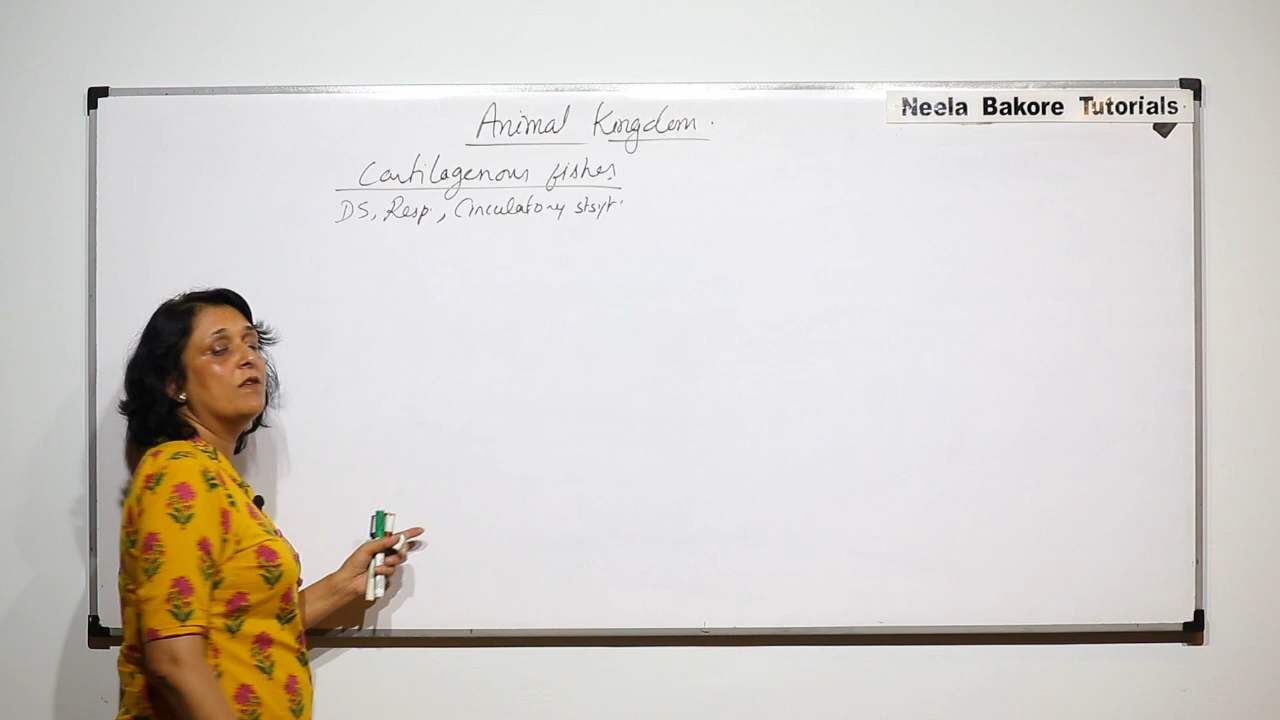 Neela Bakore Tutorials
Animal Kingdom.
Cartilagenous fishes
DS, Resp., Circulatory stsyt.